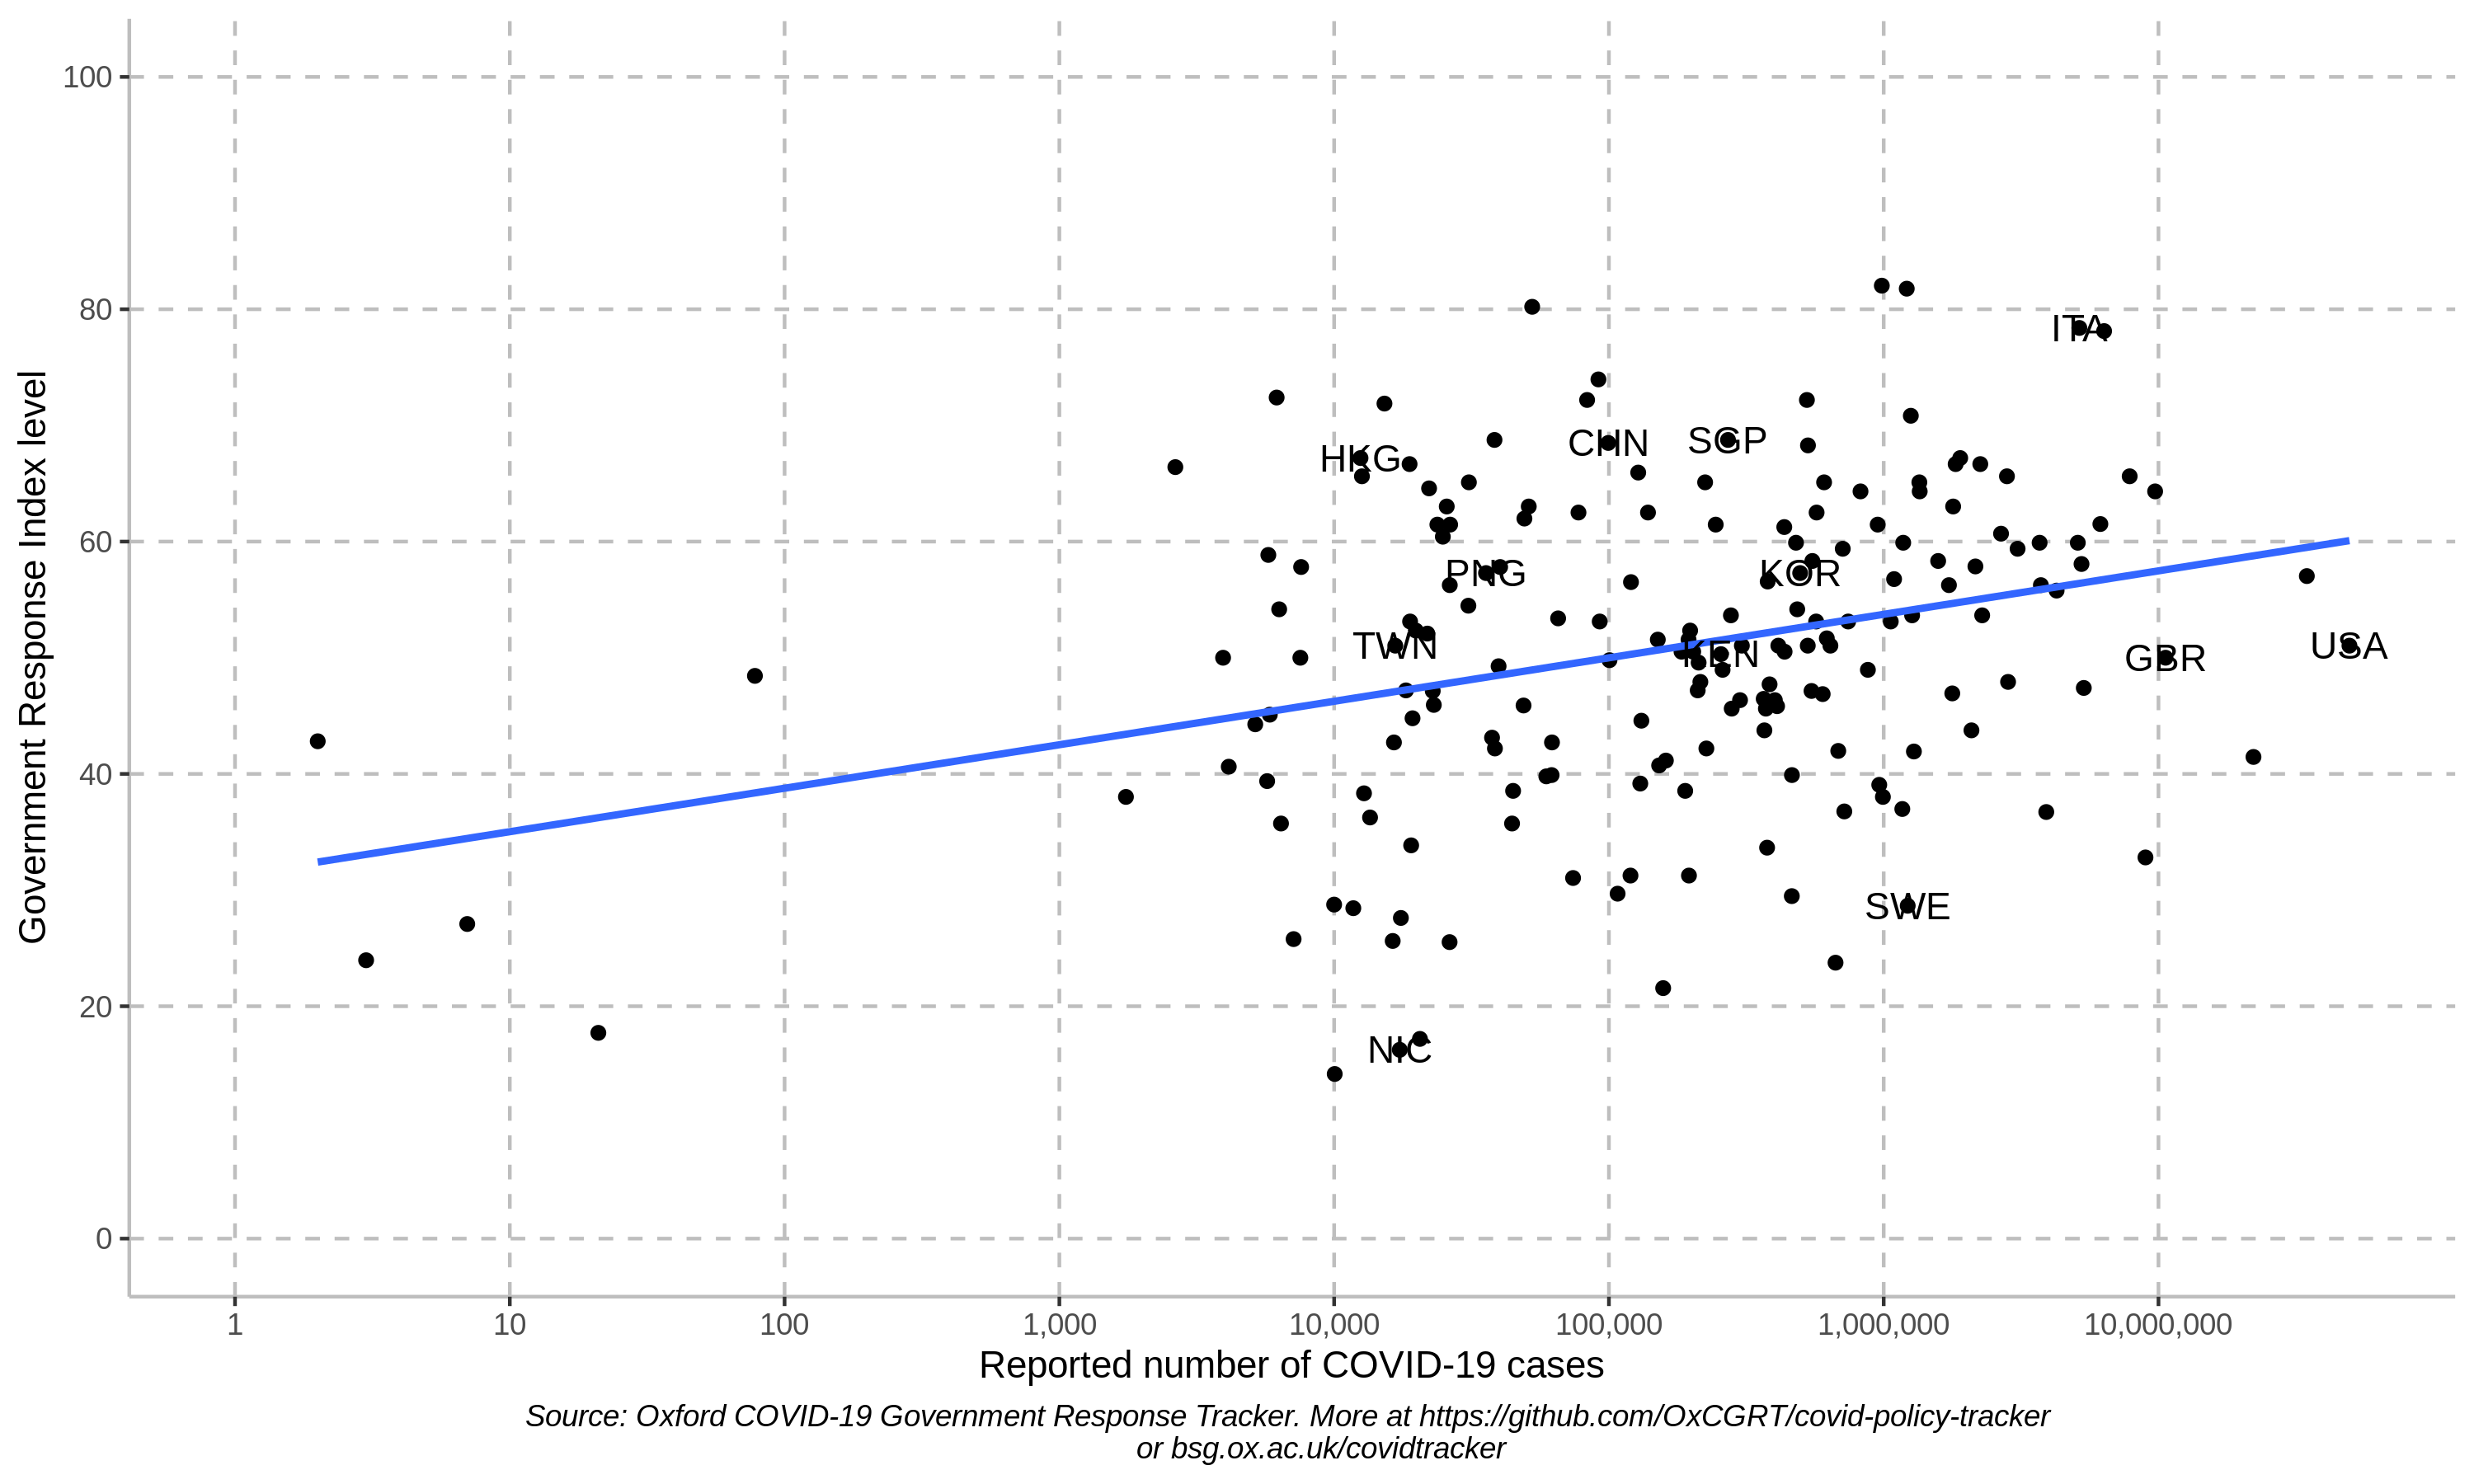 Government Response Index level
100
80
60
40
20
0
ITA
HKG
CHN
SGP
PNG
KOR
TWN
KEN
GBR
USA
SWE
NIC
1
10
100
1,000
10,000
100,000
1,000,000
10,000,000
Reported number of COVID-19 cases
Source: Oxford COVID-19 Government Response Tracker. More at https://github.com/OxCGRT/covid-policy-tracker
or bsg.ox.ac.uk/covidtracker